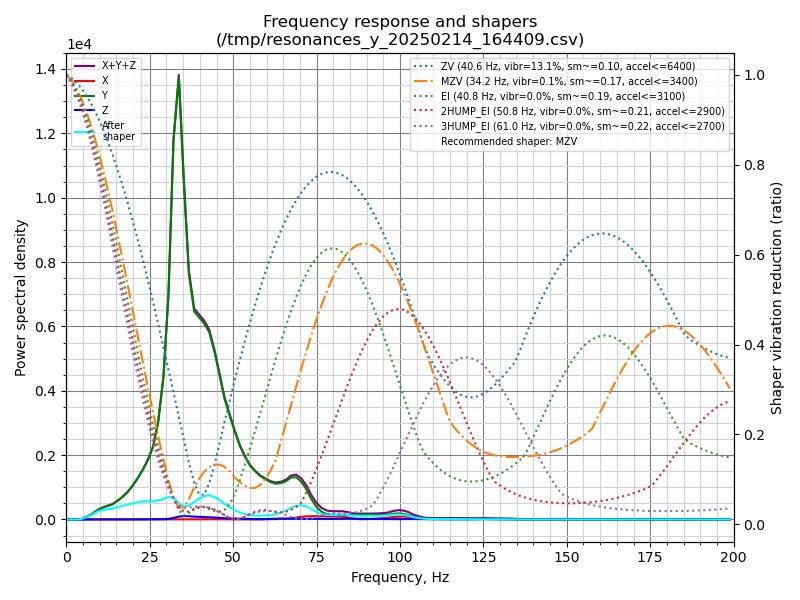 Frequency response and shapers
(/tmp/resonances_y_20250214_164409.csv)
1e4
X+Y+Z
X
Y
Z
After
shaper
ZV (40.6 Hz, vibr=13.1%, sm~=0.10, accel<=6400)
MZV (34.2 Hz, vibr=0.1%, sm~=0.17, accel<=3400)
EI (40.8 Hz, vibr=0.0%, sm~=0.19, accel<=3100)
2HUMP_EI (50.8 Hz, vibr=0.0%, sm~=0.21, accel<=2900)
3HUMP_EI (61.0 Hz, vibr=0.0%, sm~=0.22, accel<=2700)
Recommended shaper: MZV
Power spectral density
1.4
1.2
1.0
0.8
0.6
0.4
0.2
0.0
1.0
0.8
0.6
0.4
0.2
0.0
Shaper vibration reduction (ratio)
0 25 50 75 100 125 150 175 200
Frequency, Hz